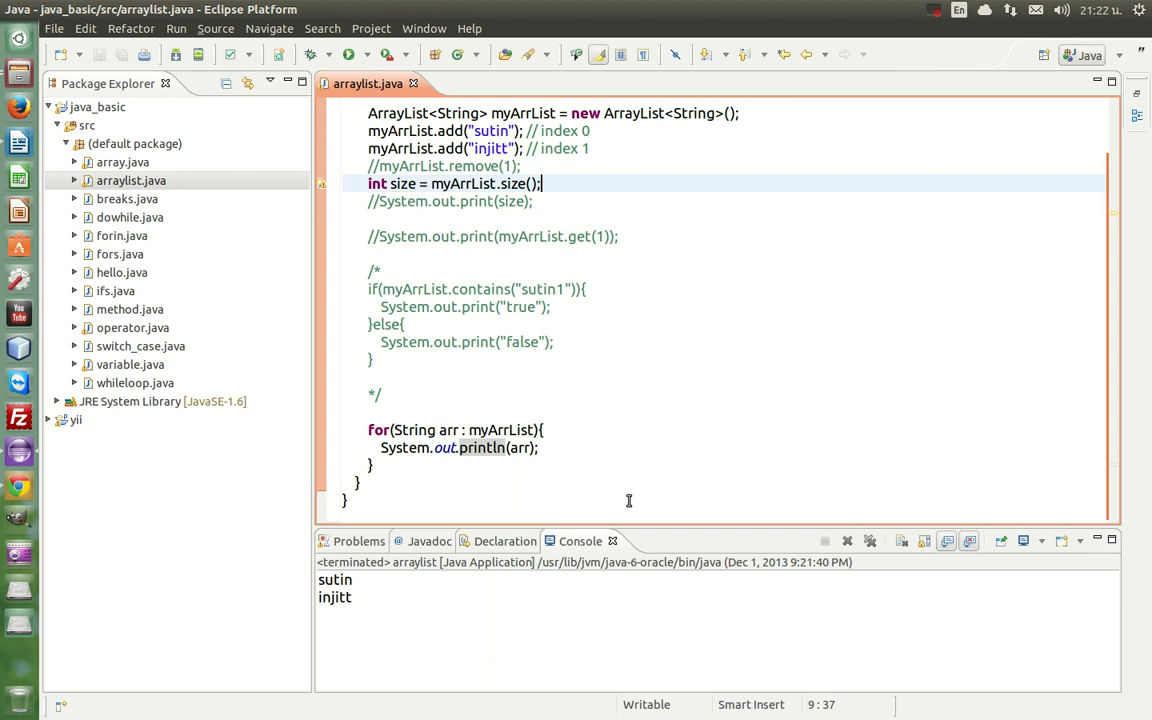 Java - java_basic/src/arraylist.java - Eclipse Platform
En
21:22 น.
File Edit Refactor Run Source Navigate Search Project Window Help
Java
Package Explorer
arraylist.java
java_basic
src
(default package)
array.java
arraylist.java
breaks.java
dowhile.java
forin.java
fors.java
hello.java
ifs.java
method.java
operator.java
switch_case.java
variable.java
whileloop.java
JRE System Library [JavaSE-1.6]
yii
ArrayList<String> myArrList = new ArrayList<String>();
myArrList.add("sutin"); // index 0
myArrList.add("injitt"); // index 1
//myArrList.remove(1);
int size = myArrList.size();
//System.out.print(size);
//System.out.print(myArrList.get(1));
/*
if(myArrList.contains("sutin1")){
System.out.print("true");
}else{
System.out.print("false");
}
*/
for(String arr : myArrList){
System.out.println(arr);
}
}
}
Problems @ Javadoc Declaration Console
<terminated> arraylist [Java Application] /usr/lib/jvm/java-6-oracle/bin/java (Dec 1, 2013 9:21:40 PM)
sutin
injitt
You
Tube
Fz
Writable Smart Insert 9 : 37